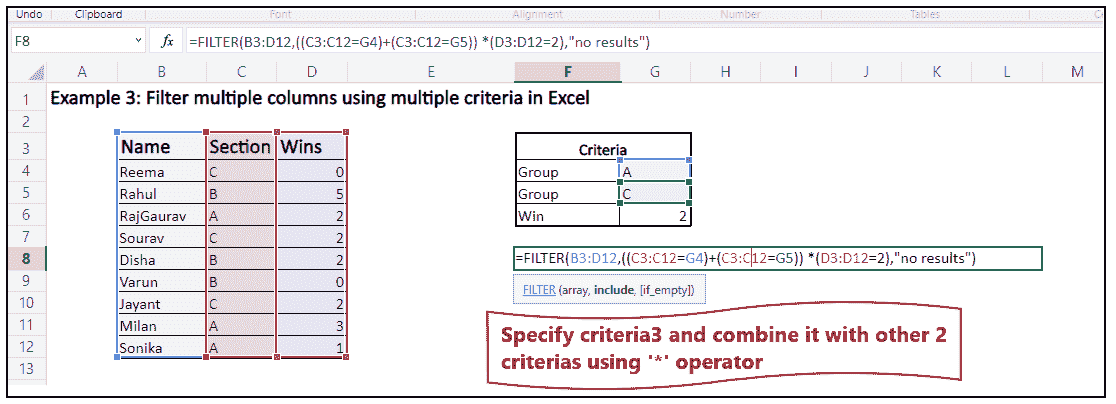 Undo Clipboard Font Alignment Number Tables
F8 fx =FILTER(B3:D12,((C3:C12=G4)+(C3:C12=G5)) *(D3:D12=2),"no results")
A B C D E F G H I J K L M
1 Example 3: Filter multiple columns using multiple criteria in Excel
2
3 Name Section Wins Criteria
4 Reema C 0 Group A
5 Rahul B 5 Group C
6 RajGaurav A 2 Win 2
7 Sourav C 2
8 Disha B 2 =FILTER(B3:D12,((C3:C12=G4)+(C3:C12=G5)) *(D3:D12=2),"no results")
9 Varun B 0 FILTER (array, include, [if_empty])
10 Jayant C 2
11 Milan A 3 Specify criteria3 and combine it with other 2
12 Sonika A 1 criterias using '*' operator
13